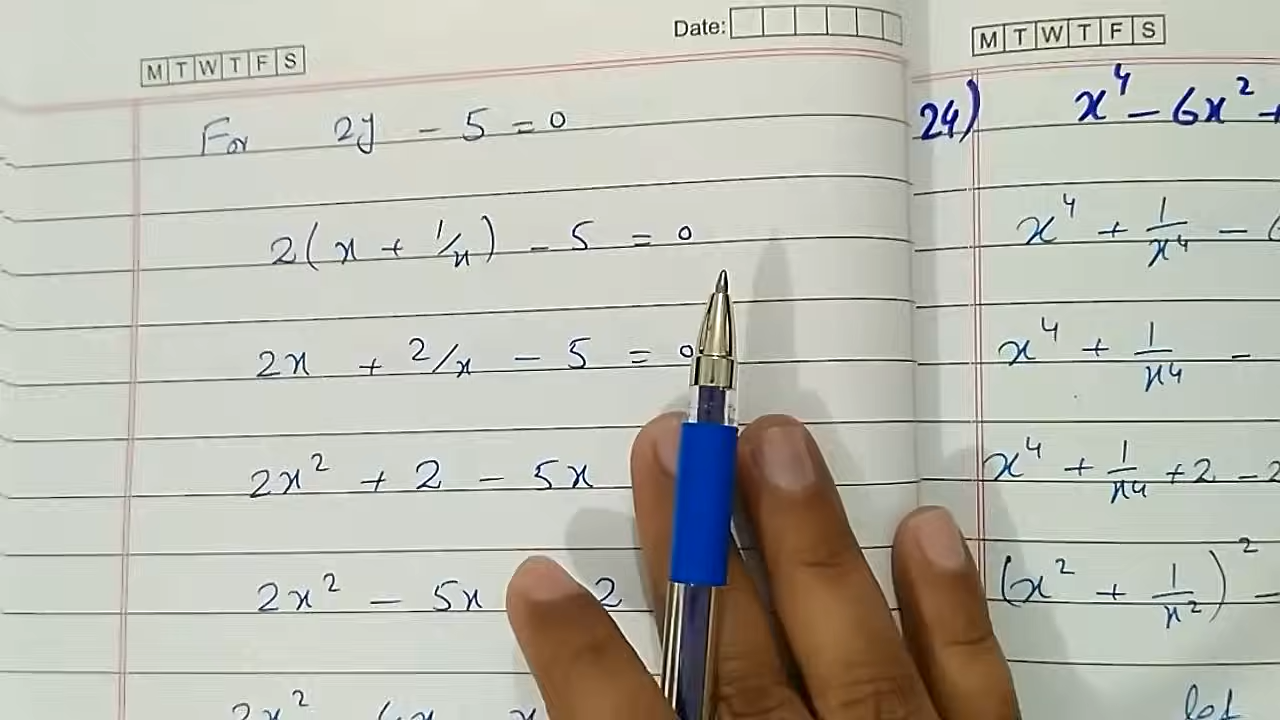 Date:
M T W T F S
For 2y - 5 = 0
2(x + 1/x) - 5 = 0
2x + 2/x - 5 = 0
2x² + 2 - 5x
2x² - 5x 2
2x²
M T W T F S
24) x⁴ - 6x² +
x⁴ + 1/x⁴ - 6
x⁴ + 1/x⁴ -
x⁴ + 1/x⁴ + 2 - 2
(x² + 1/x²)² -
let